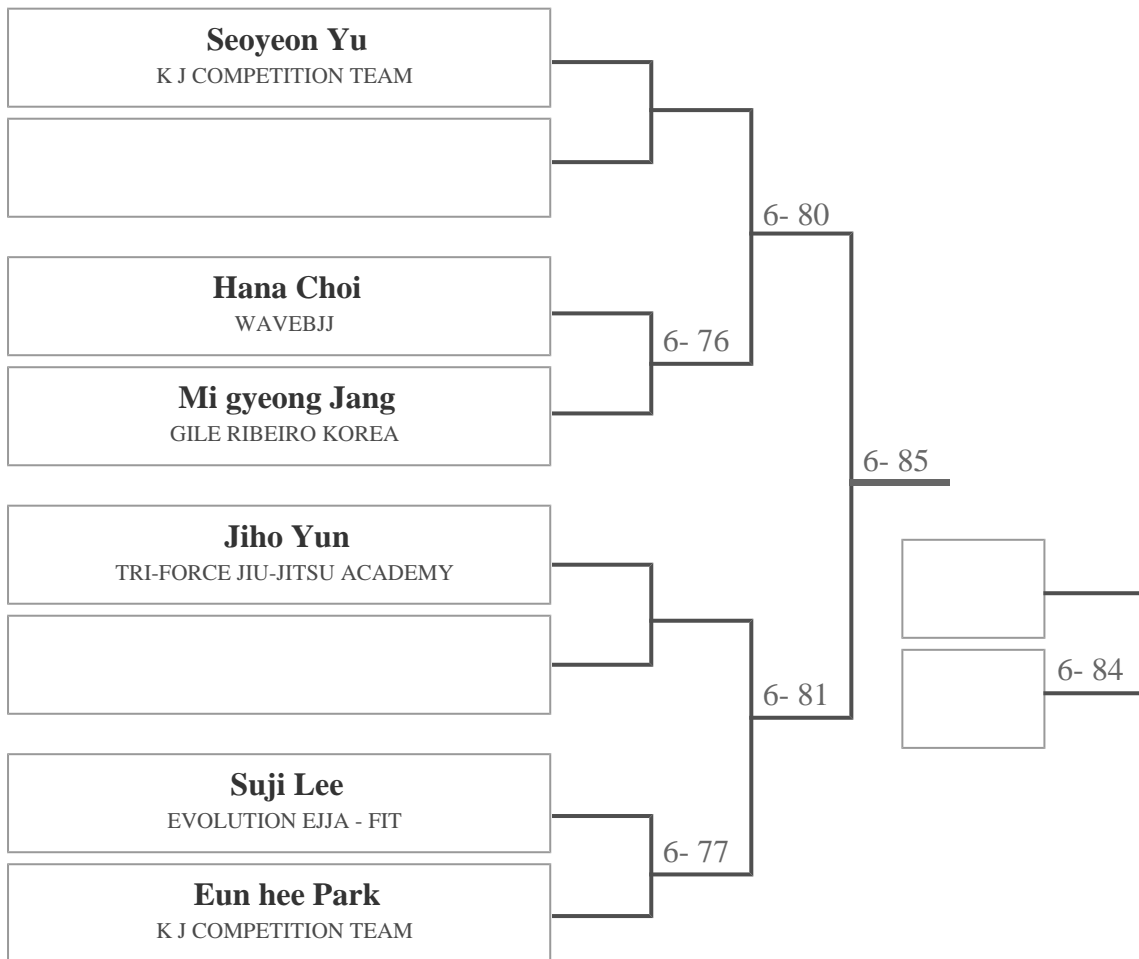 Seoyeon Yu
K J COMPETITION TEAM
6- 80
Hana Choi
WAVEBJJ
6- 76
Mi gyeong Jang
GILE RIBEIRO KOREA
6- 85
Jiho Yun
TRI-FORCE JIU-JITSU ACADEMY
6- 84
6- 81
Suji Lee
EVOLUTION EJJA - FIT
6- 77
Eun hee Park
K J COMPETITION TEAM